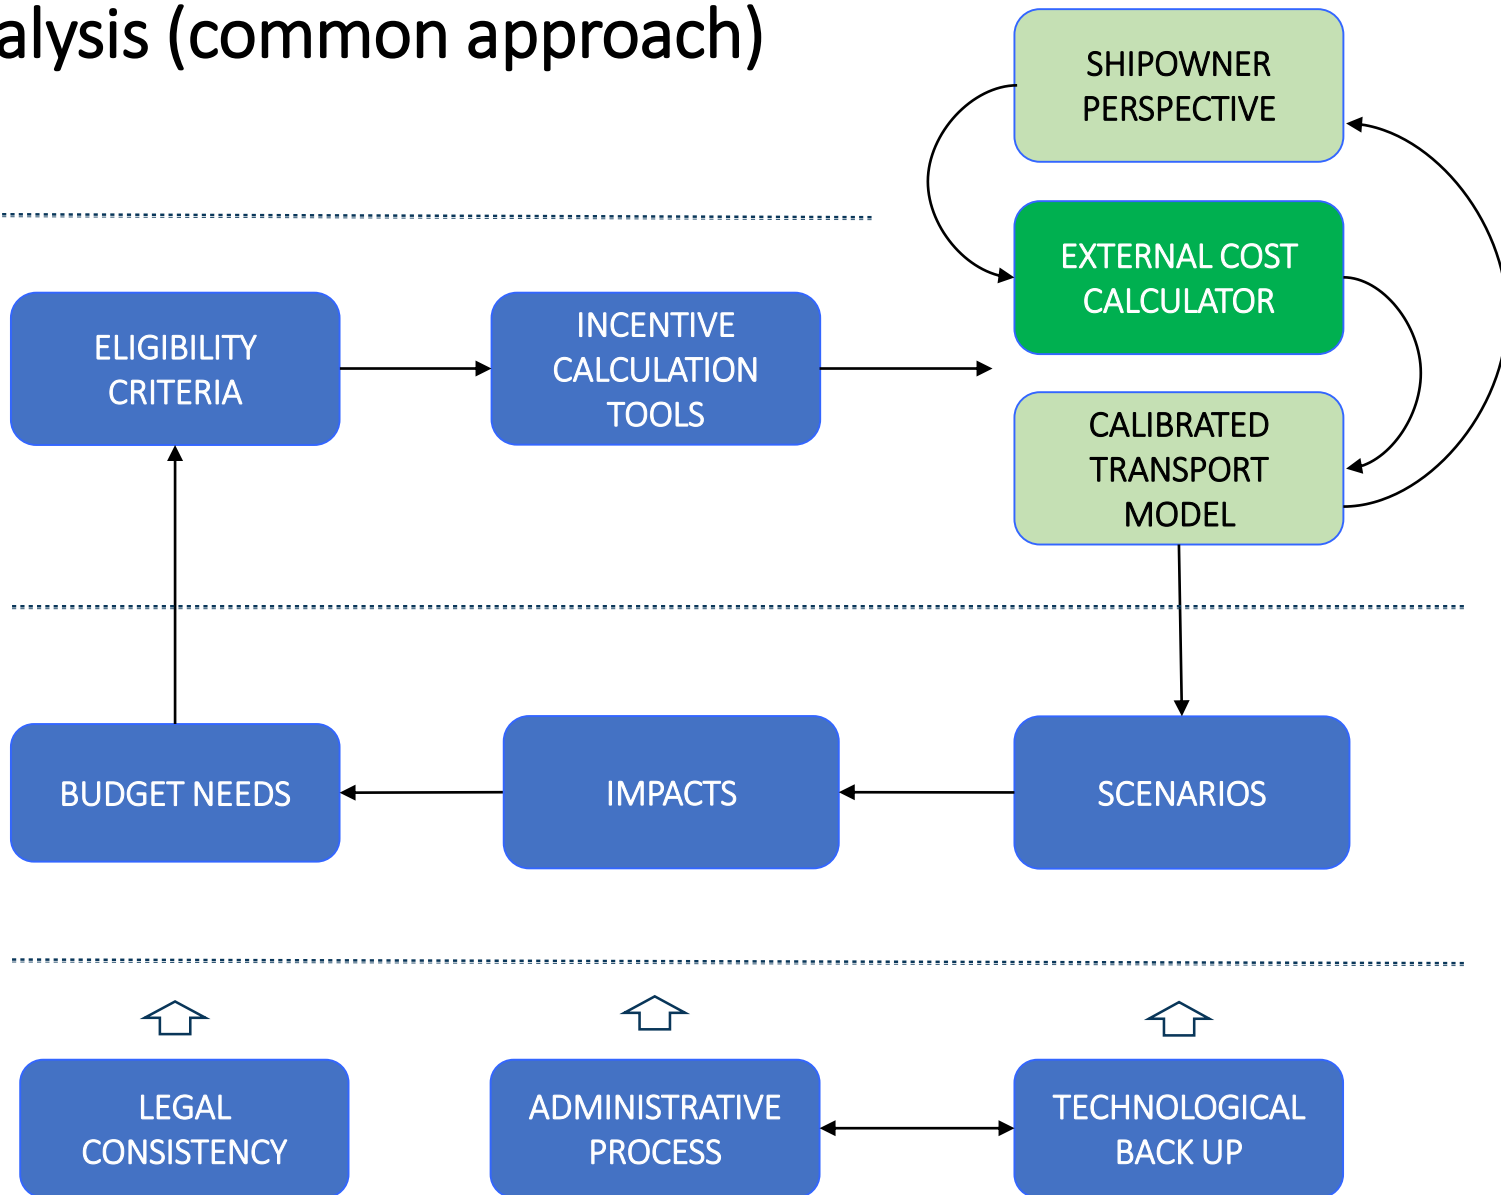 alysis (common approach)
SHIPOWNER
PERSPECTIVE
EXTERNAL COST
CALCULATOR
ELIGIBILITY
CRITERIA
INCENTIVE
CALCULATION
TOOLS
CALIBRATED
TRANSPORT
MODEL
BUDGET NEEDS
IMPACTS
SCENARIOS
LEGAL
CONSISTENCY
ADMINISTRATIVE
PROCESS
TECHNOLOGICAL
BACK UP